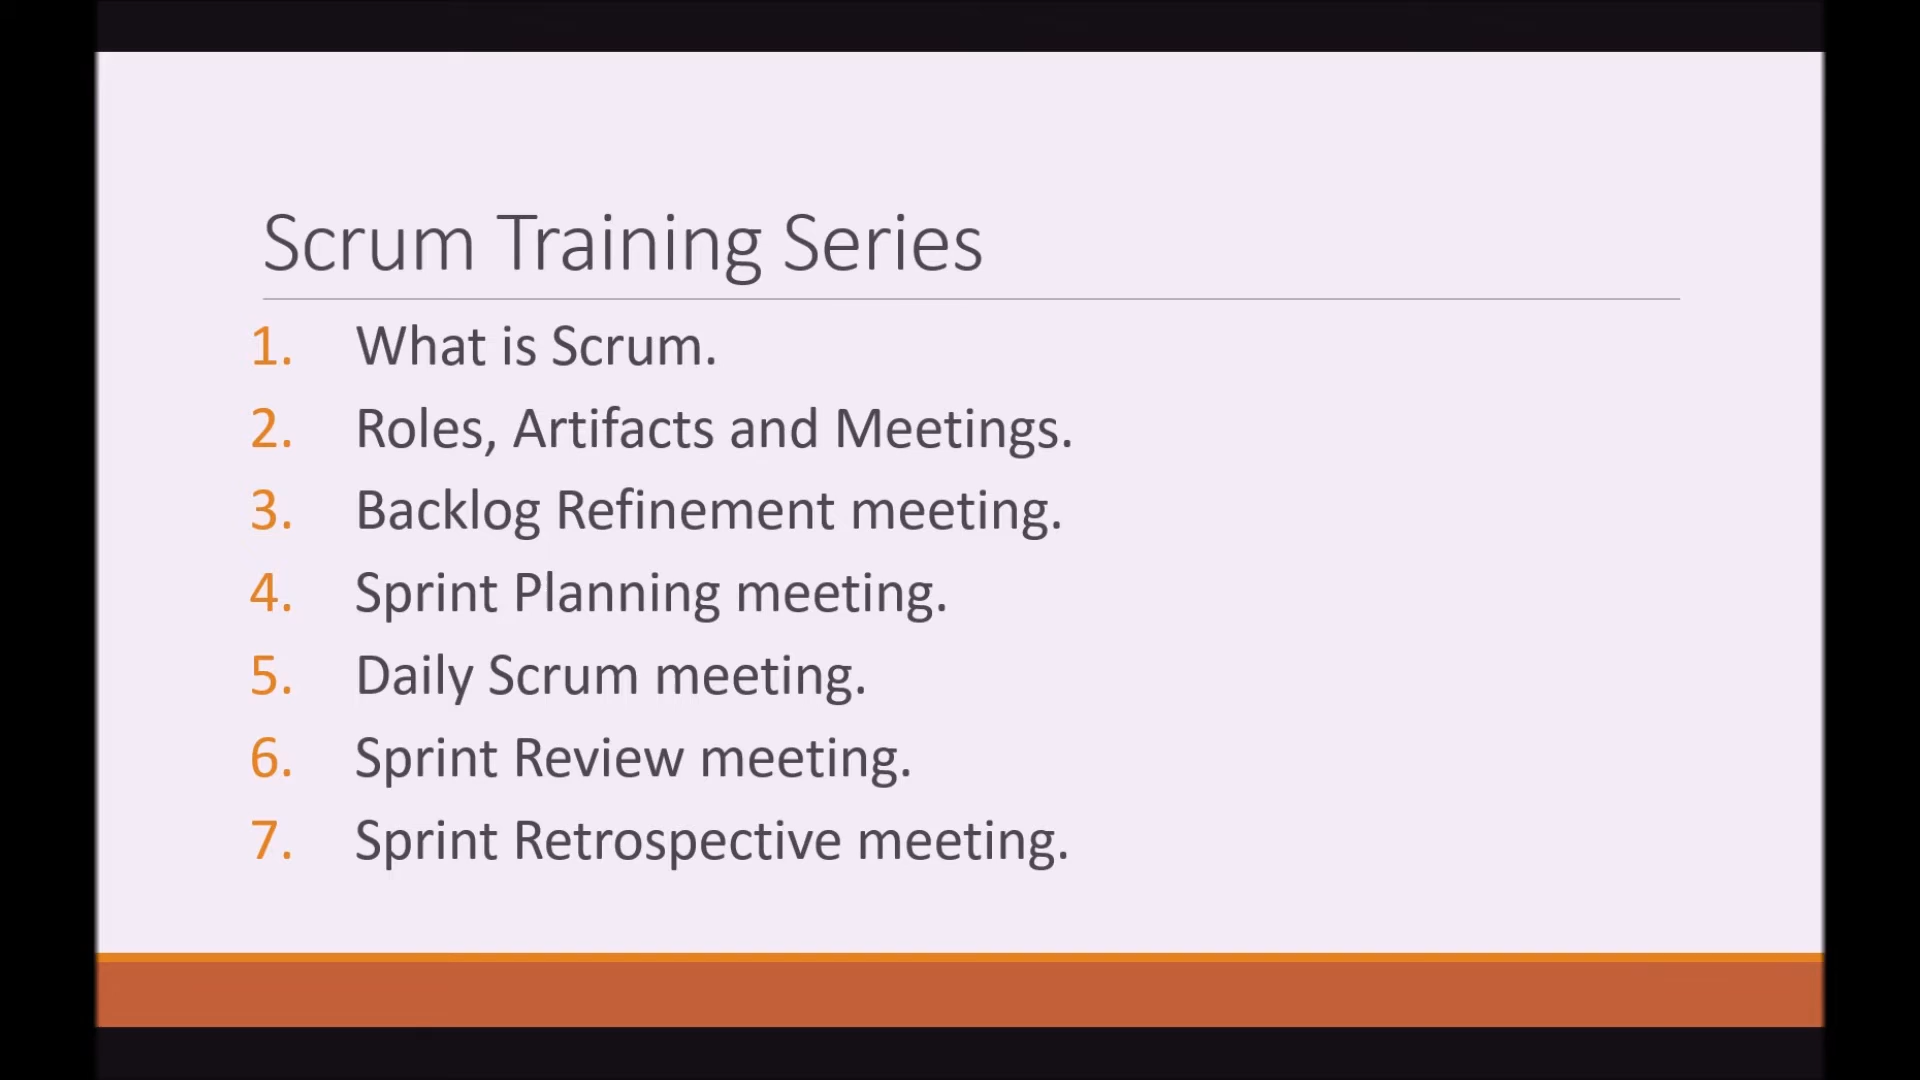 Scrum Training Series
1. What is Scrum.
2. Roles, Artifacts and Meetings.
3. Backlog Refinement meeting.
4. Sprint Planning meeting.
5. Daily Scrum meeting.
6. Sprint Review meeting.
7. Sprint Retrospective meeting.